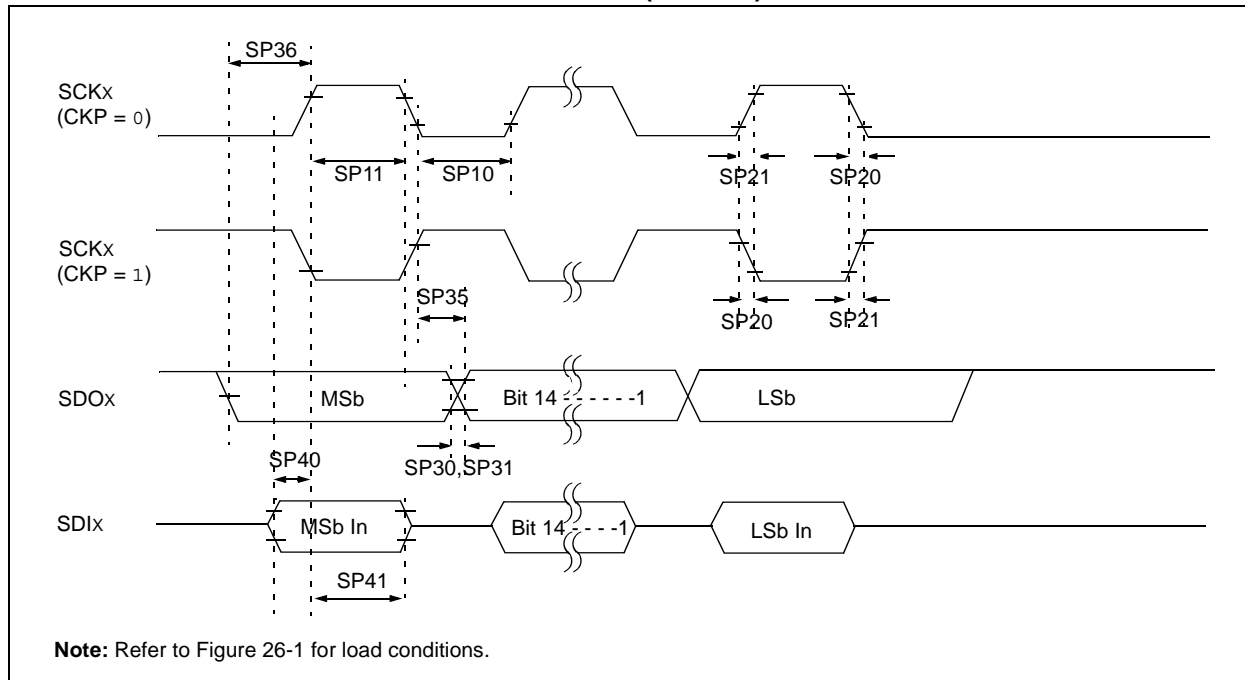 SP36
SCKX
(CKP = 0)
SP11
SP10
SP21
SP20
SCKX
(CKP = 1)
SP35
SP20
SP21
SDOX
MSb
Bit 14 - - - - - -1
LSb
SP40
SP30,SP31
SDIX
MSb In
Bit 14 - - - -1
LSb In
SP41
Note: Refer to Figure 26-1 for load conditions.